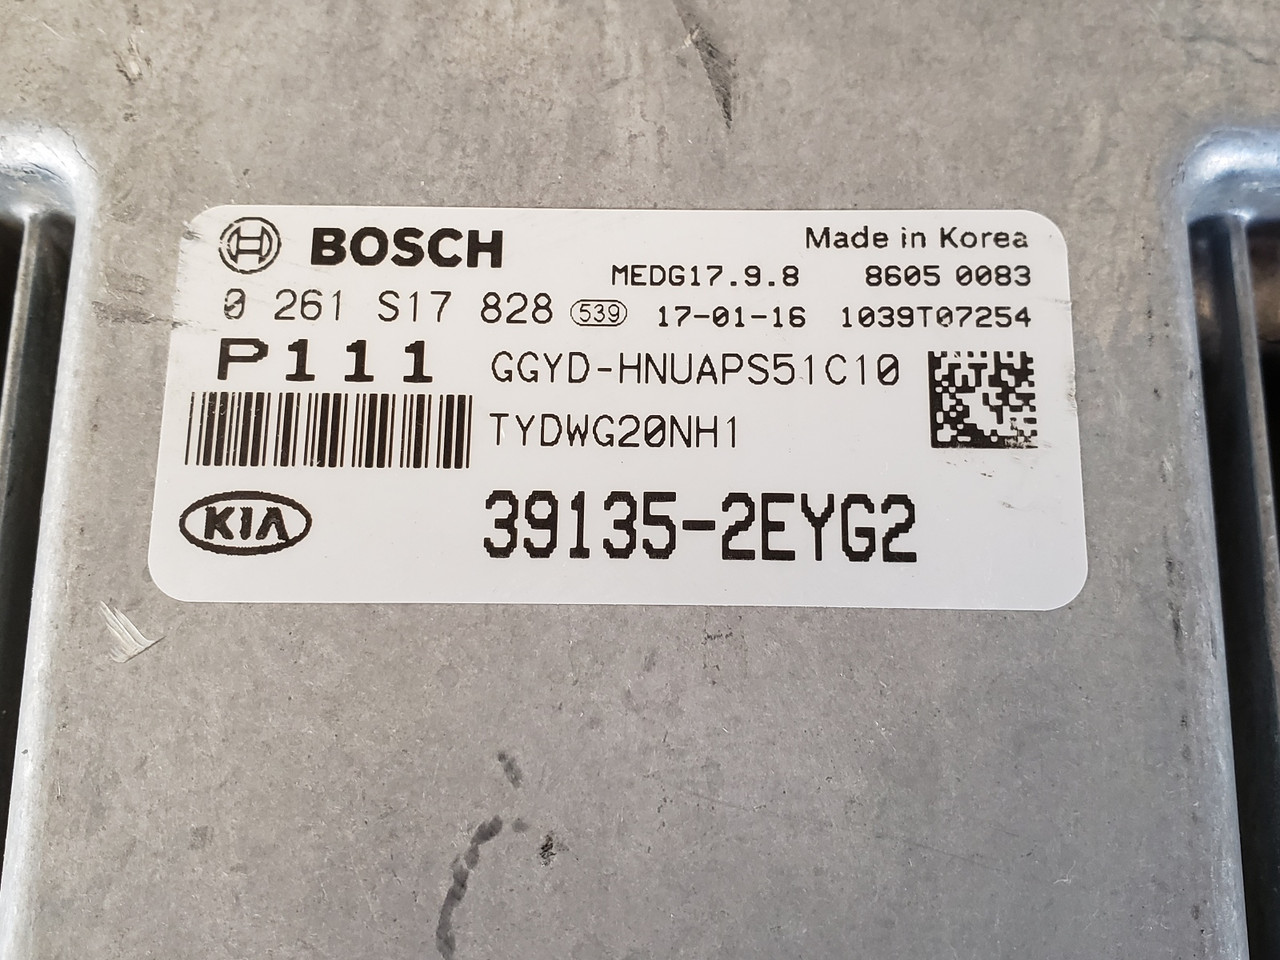 BOSCH
Made in Korea
MEDG17.9.8 8605 0083
0 261 S17 828 539 17-01-16 1039T07254
P111 GGYD-HNUAPS51C10
TYDWG20NH1
KIA 39135-2EYG2